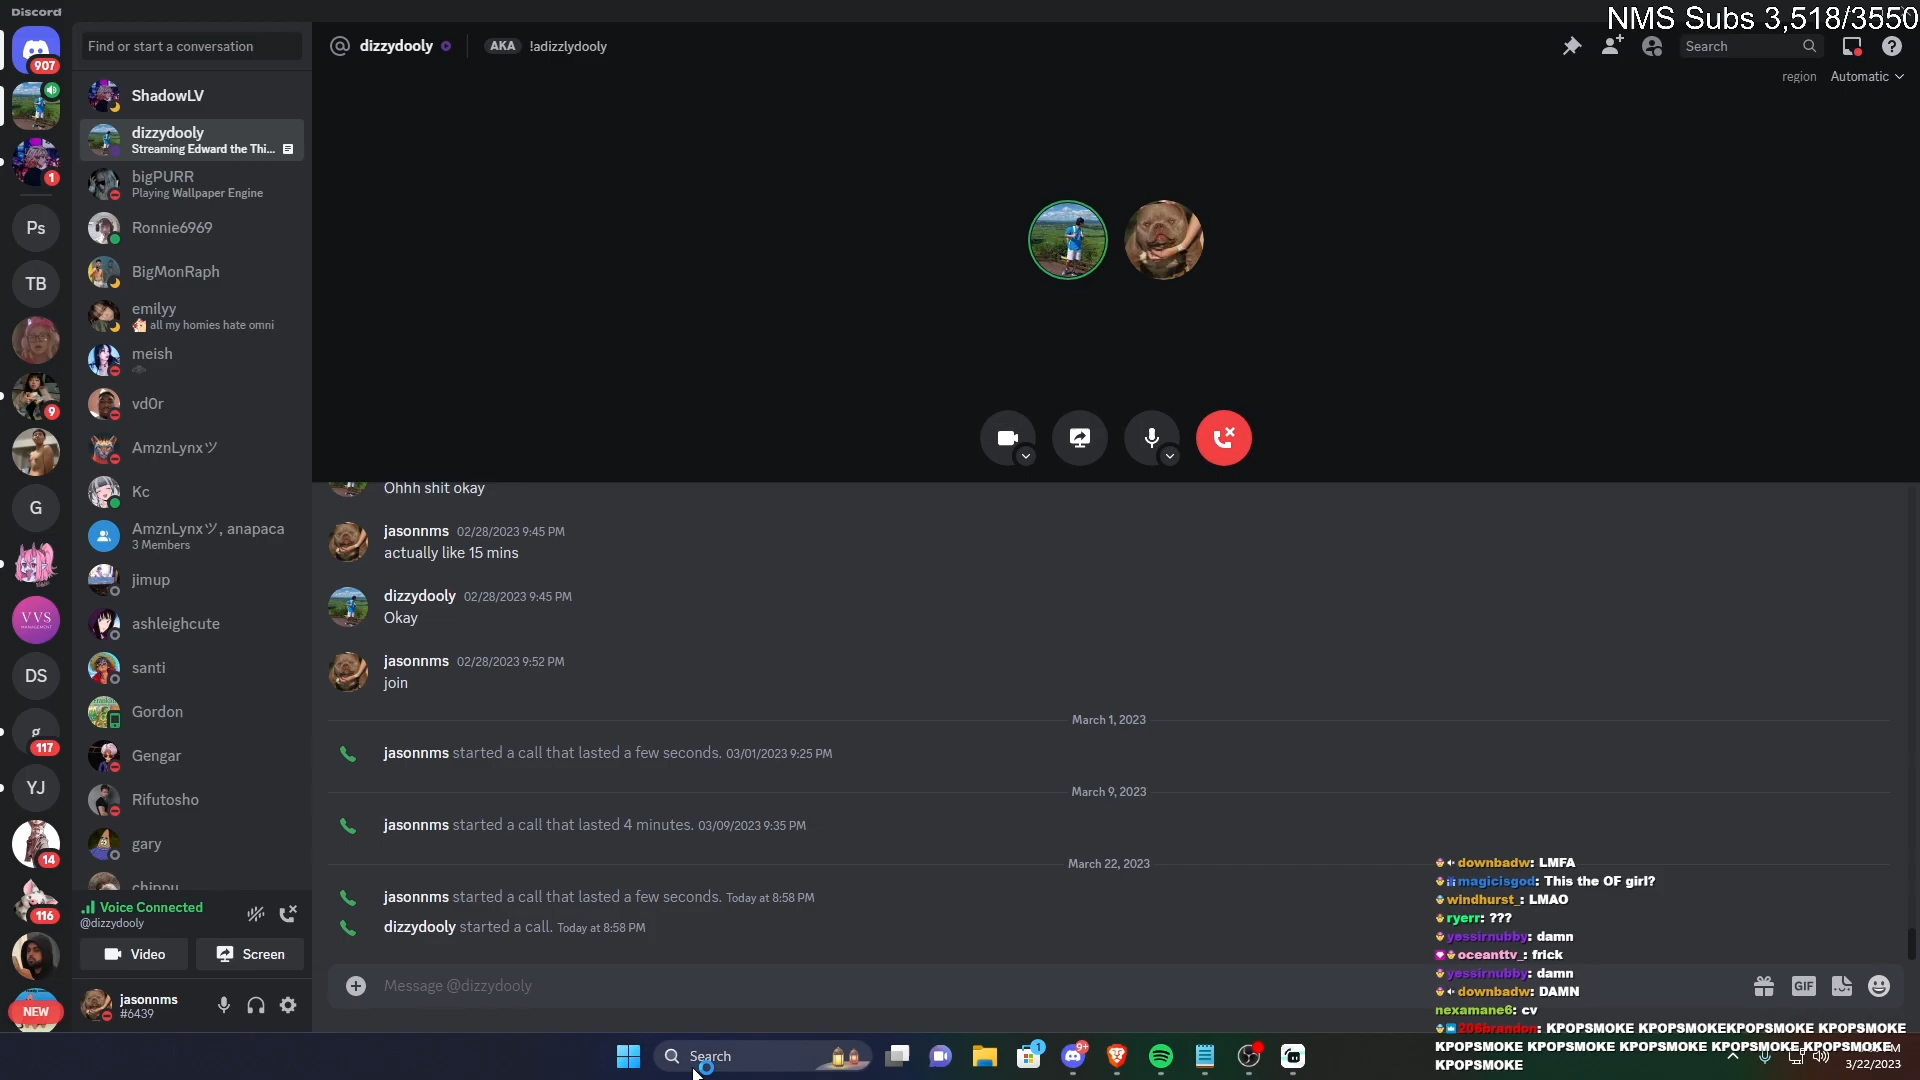 Discord
NMS Subs 3,518/3550
907
Find or start a conversation
dizzydooly
AKA
!adizzlydooly
Search
region
Automatic
ShadowLV
dizzydooly
Streaming Edward the Thi...
1
bigPURR
Playing Wallpaper Engine
Ps
Ronnie6969
TB
BigMonRaph
emilyy
all my homies hate omni
meish
9
vd0r
AmznLynxツ
G
Kc
AmznLynxツ, anapaca
3 Members
jimup
VVS
MANAGEMENT
ashleighcute
DS
santi
Gordon
117
Gengar
YJ
Rifutosho
14
gary
chippu
116
NEW
Voice Connected
@dizzydooly
Video
Screen
jasonnms
#6439
Ohhh shit okay
jasonnms 02/28/2023 9:45 PM
actually like 15 mins
dizzydooly 02/28/2023 9:45 PM
Okay
jasonnms 02/28/2023 9:52 PM
join
March 1, 2023
jasonnms started a call that lasted a few seconds. 03/01/2023 9:25 PM
March 9, 2023
jasonnms started a call that lasted 4 minutes. 03/09/2023 9:35 PM
March 22, 2023
jasonnms started a call that lasted a few seconds. Today at 8:58 PM
dizzydooly started a call. Today at 8:58 PM
Message @dizzydooly
GIF
downbadw: LMFA
magicisgod: This the OF girl?
windhurst_: LMAO
ryerr: ???
yessirnubby: damn
oceanttv_: frick
yessirnubby: damn
downbadw: DAMN
nexamane6: cv
206brandon: KPOPSMOKE KPOPSMOKEKPOPSMOKE KPOPSMOKE
KPOPSMOKE KPOPSMOKE KPOPSMOKE KPOPSMOKE KPOPSMOKE
KPOPSMOKE
Search
1
9+
PM
3/22/2023